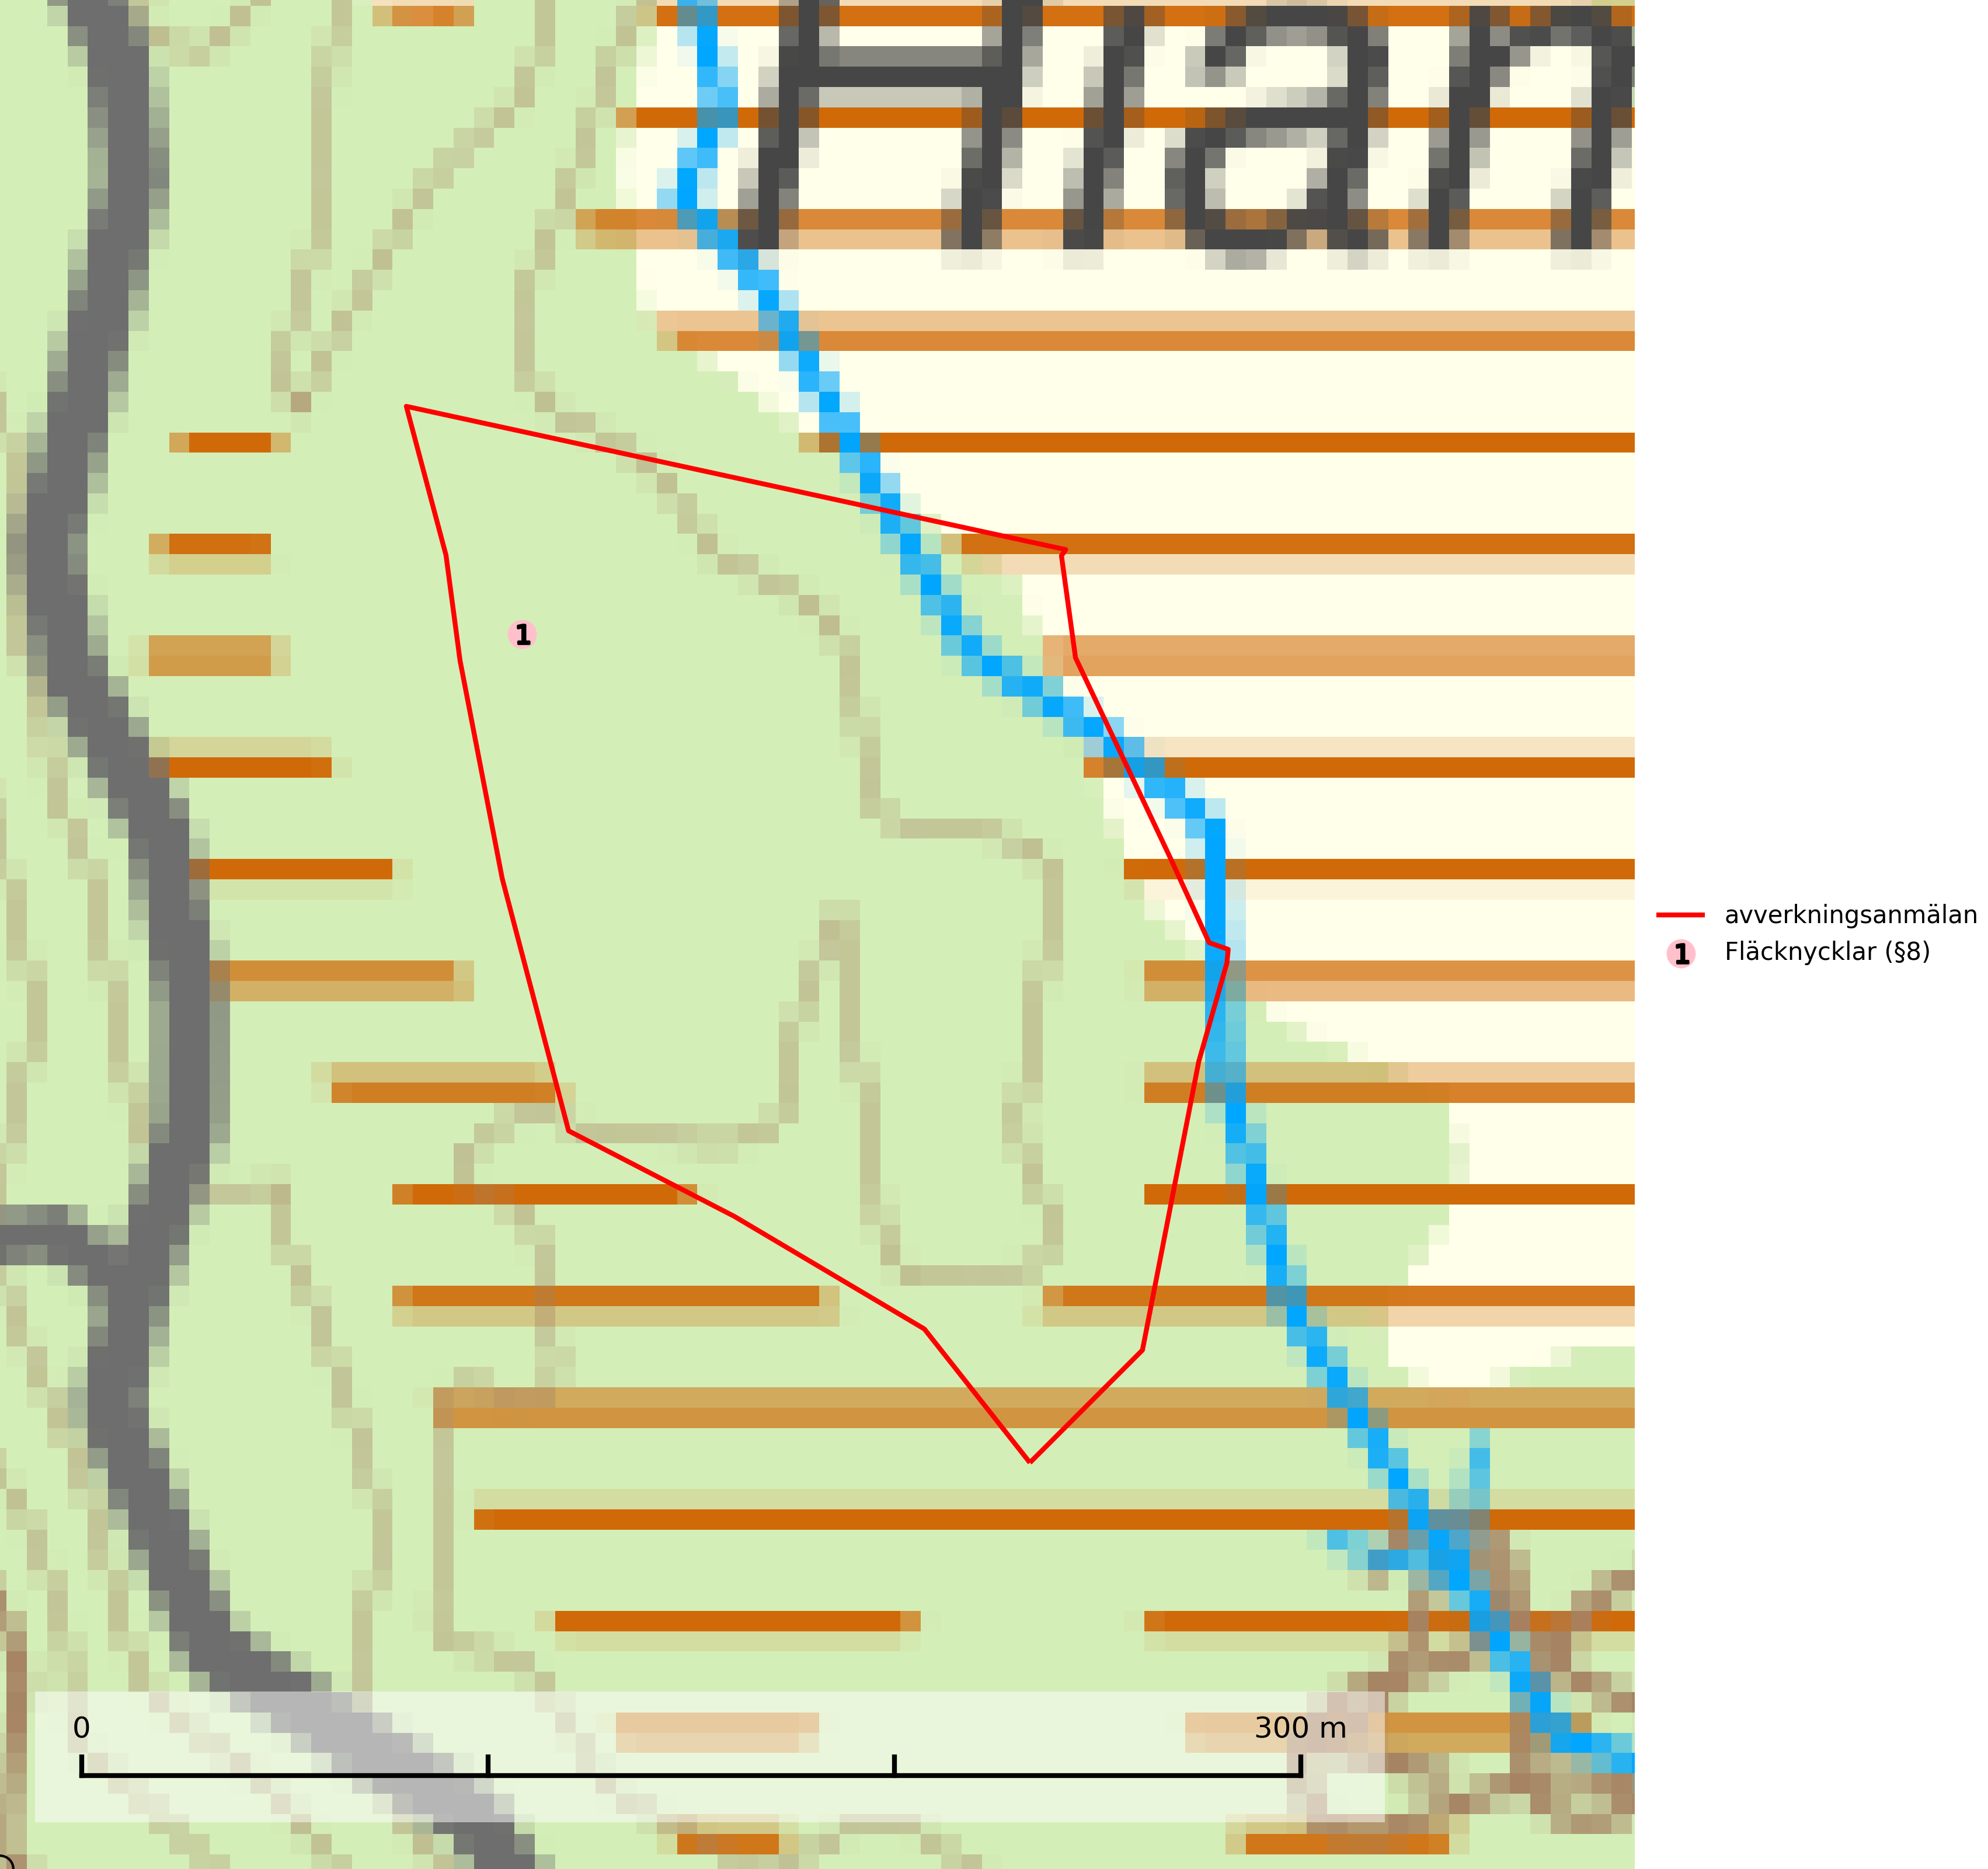 1
avverkningsanmälan
1 Fläcknycklar (§8)
0 300 m